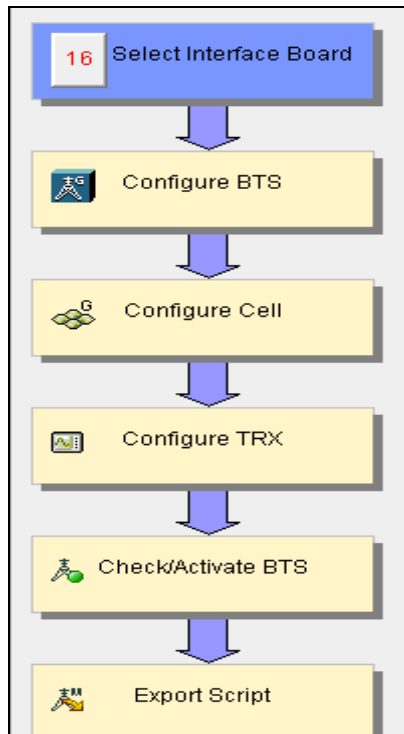 16 Select Interface Board
G
Configure BTS
G
Configure Cell
Configure TRX
Check/Activate BTS
M
Export Script